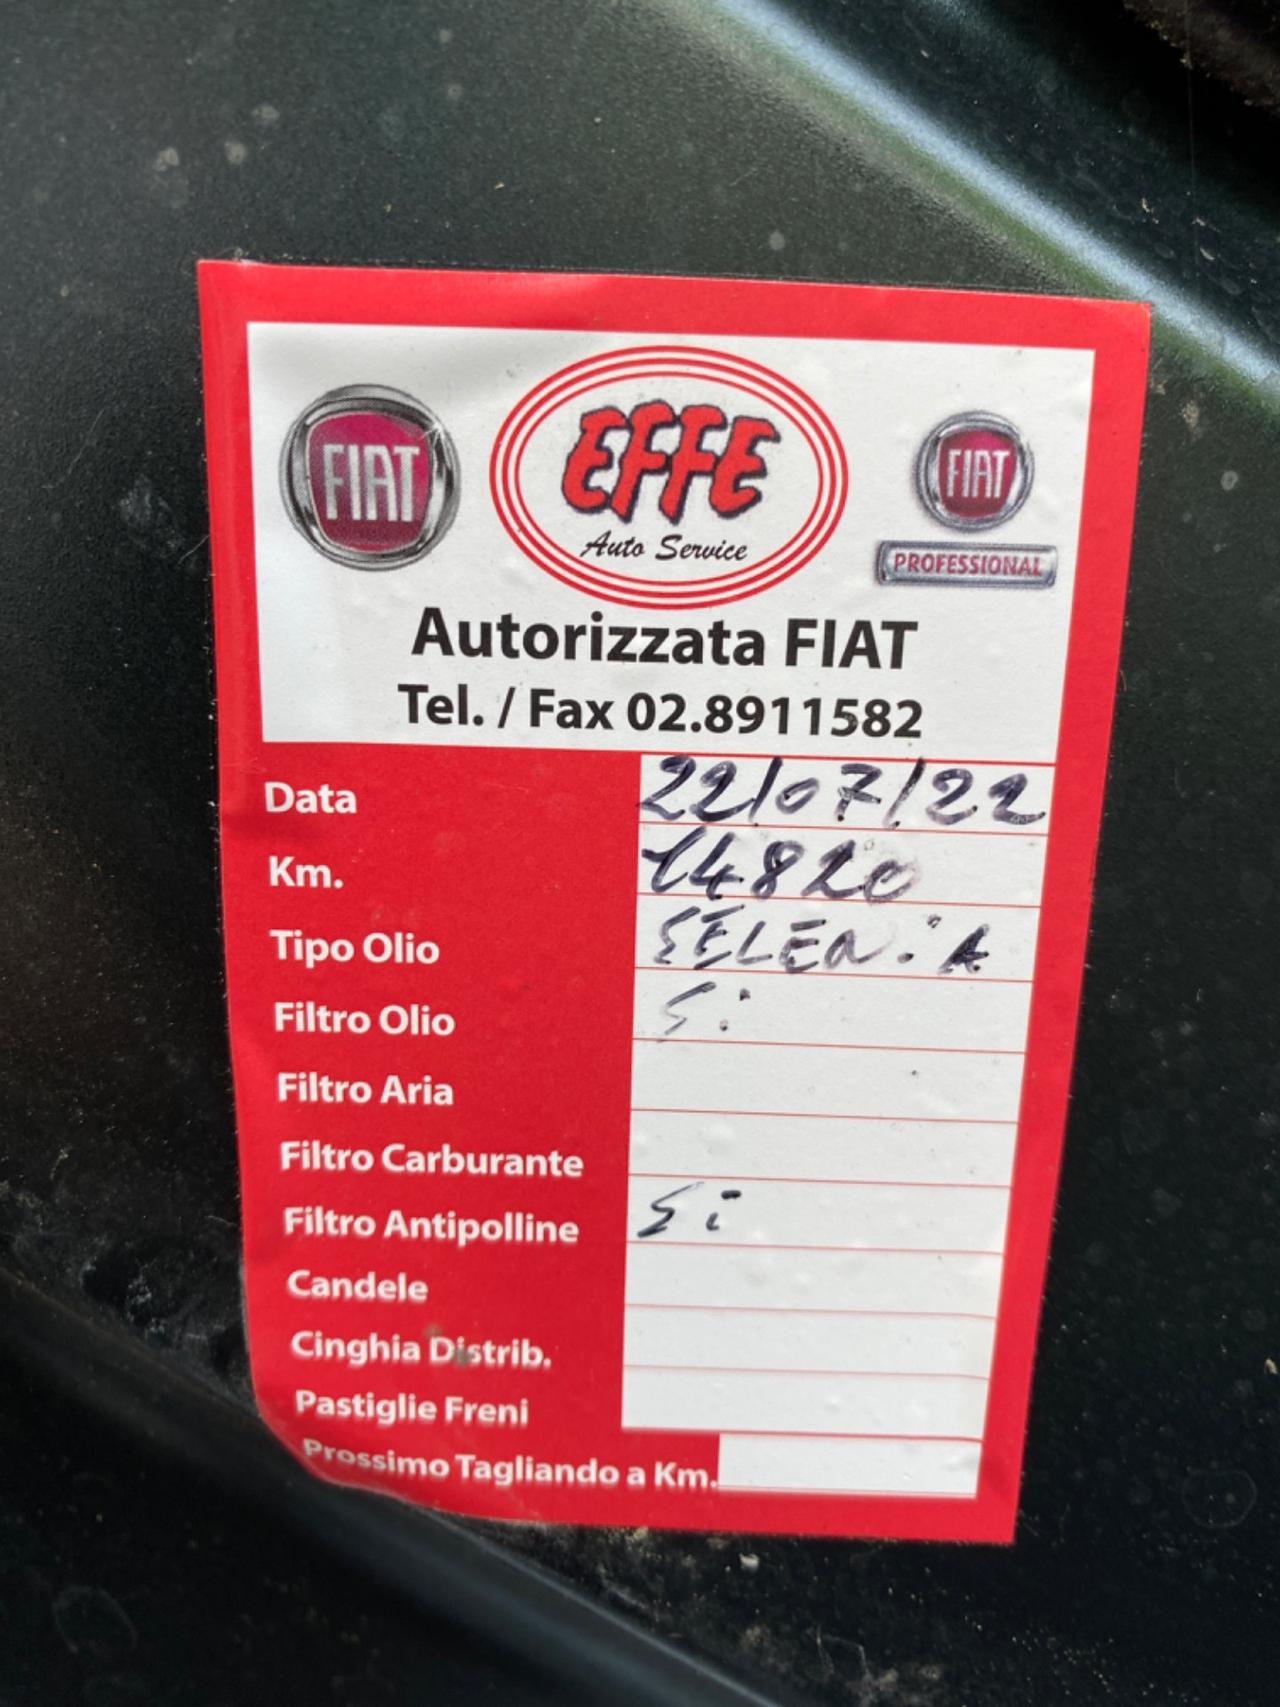 FIAT
EFFE
Auto Service
FIAT
PROFESSIONAL
Autorizzata FIAT
Tel. / Fax 02.8911582
Data 22/07/22
Km. 14820
Tipo Olio SELENiA
Filtro Olio Si
Filtro Aria
Filtro Carburante
Filtro Antipolline Si
Candele
Cinghia Distrib.
Pastiglie Freni
Prossimo Tagliando a Km.